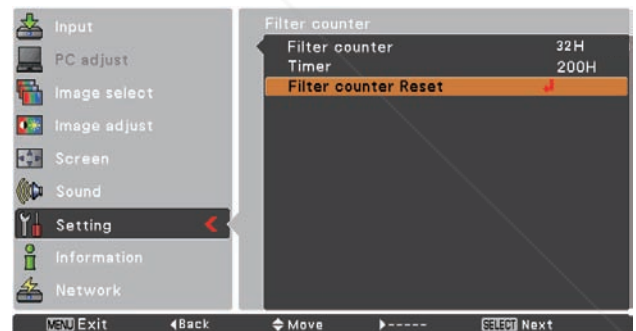 Input
PC adjust
Image select
Image adjust
Screen
Sound
Setting
Information
Network
Filter counter
Filter counter 32H
Timer 200H
Filter counter Reset
MENU Exit Back Move ----- SELECT Next